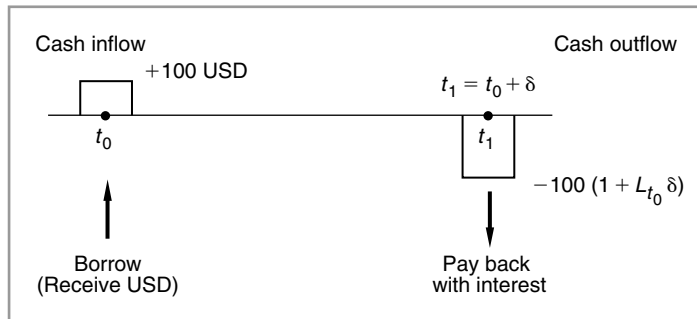 Cash inflow
Cash outflow
+100 USD
t1 = t0 + δ
t0
t1
−100 (1 + Lt0 δ)
Borrow
(Receive USD)
Pay back
with interest